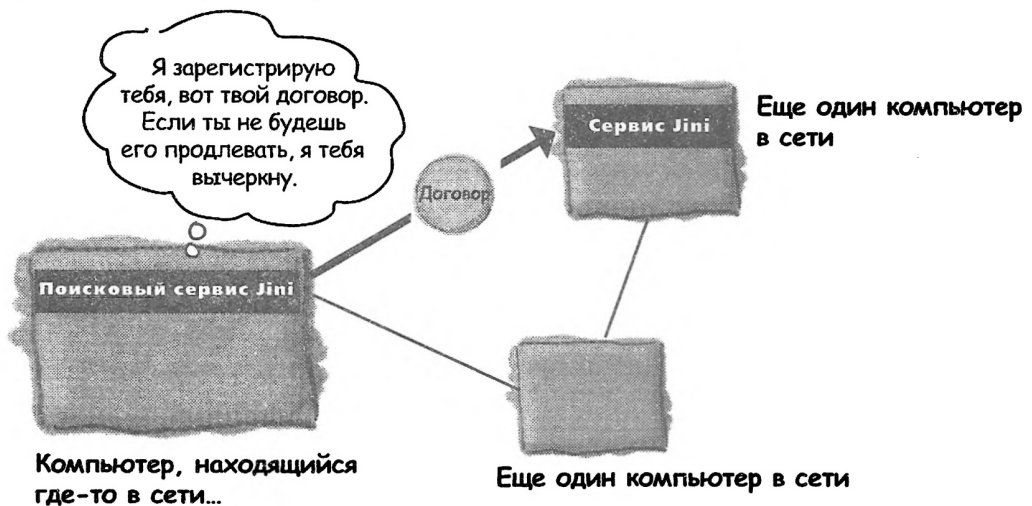 Я зарегистрирую
тебя, вот твой договор.
Если ты не будешь
его продлевать, я тебя
вычеркну.
Договор
Сервис Jini
Еще один компьютер
в сети
Поисковый сервис Jini
Компьютер, находящийся
где-то в сети...
Еще один компьютер в сети